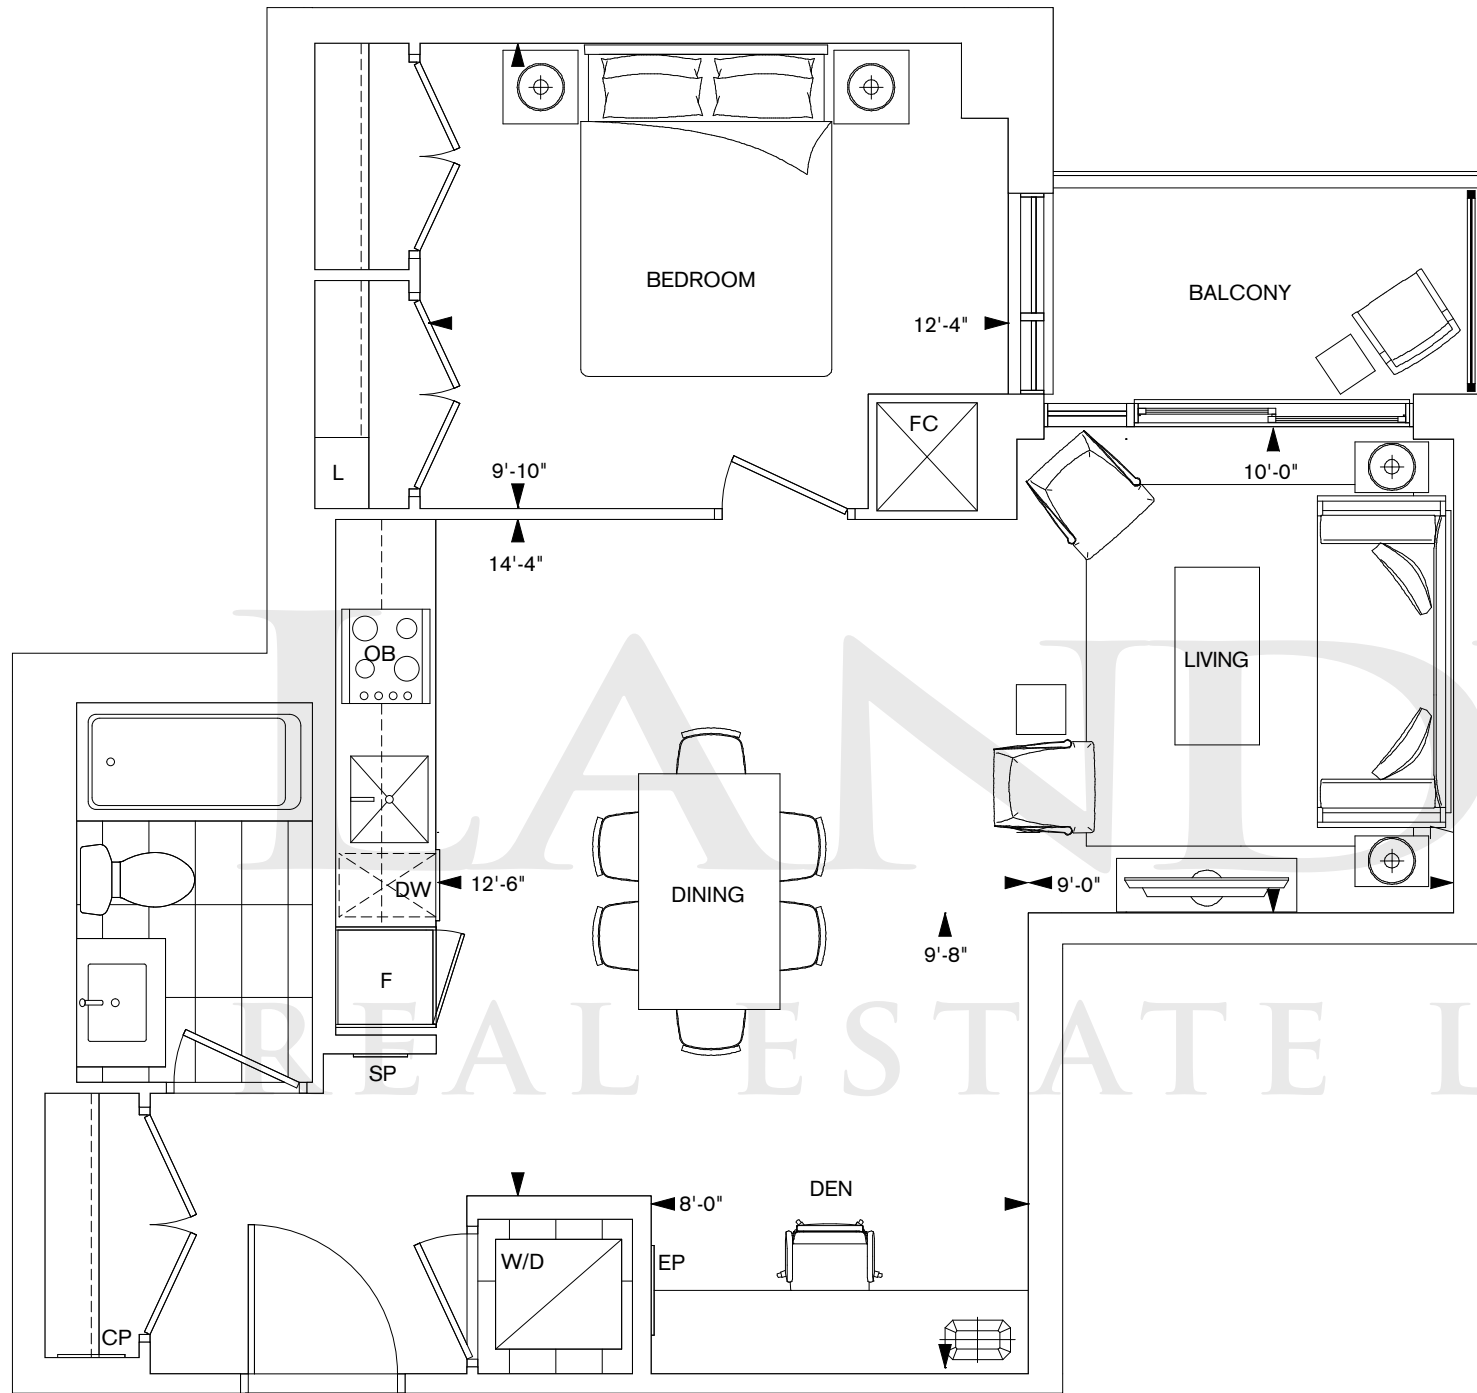 BEDROOM
BALCONY
12'-4"
FC
L
9'-10"
10'-0"
14'-4"
OB
LIVING
LAND
DW
12'-6"
DINING
9'-0"
9'-8"
F
REAL ESTATE L
SP
DEN
8'-0"
W/D
EP
CP